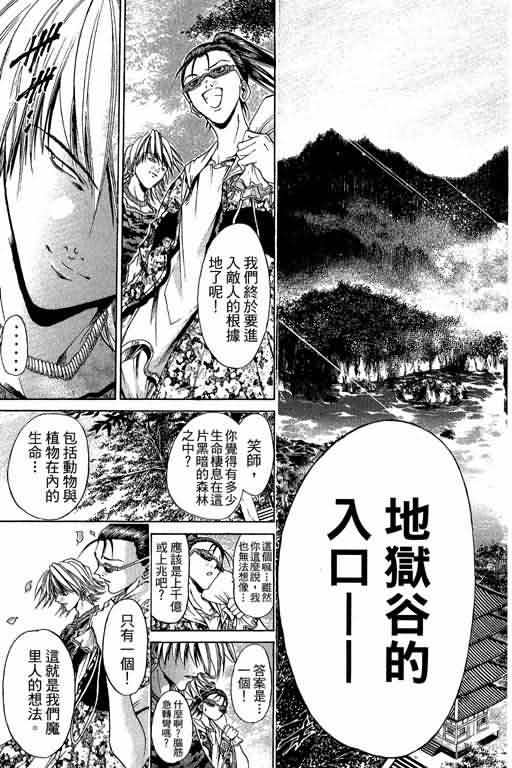 地獄谷的
入口——
我們終於要進
入敵人的根據
地了呢！
……
笑師，
你覺得有多少
生命棲息在這
片黑暗的森林
之中？
包括動物與
植物在內的
生命…
這個嘛…雖然
你這麼說，我
也無法想像…
應該是上千億
或上兆吧？
答案是…
一個！
什麼啊？腦筋
急轉彎嗎？
只有一個！
這就是我們魔
里人的想法。